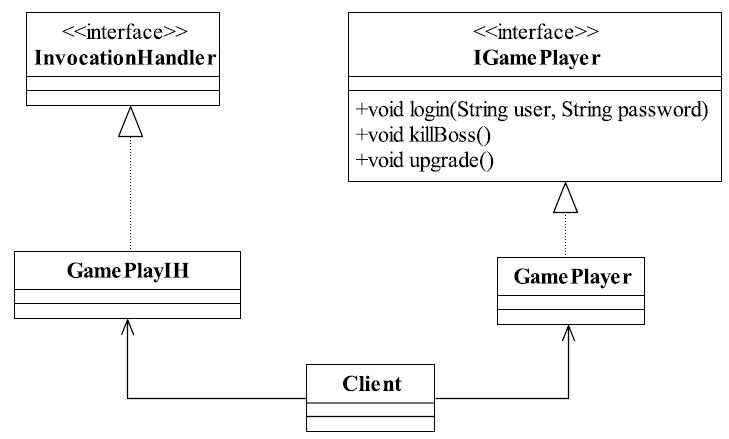 <<interface>>
InvocationHandler
<<interface>>
IGamePlayer
+void login(String user, String password)
+void killBoss()
+void upgrade()
GamePlayIH
GamePlayer
Client